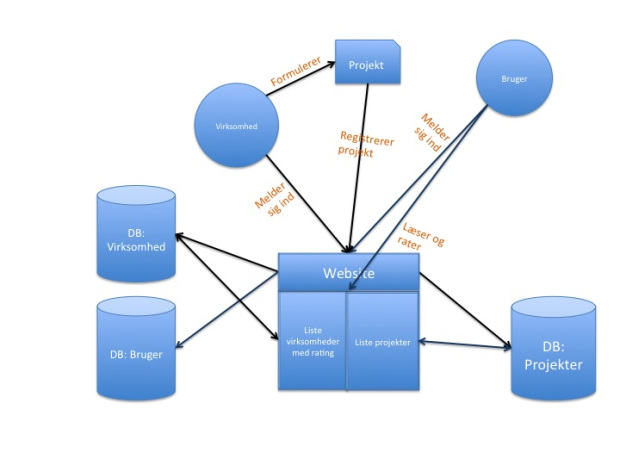 Formulerer
Projekt
Bruger
Virksomhed
Melder
sig ind
Registrerer
projekt
Melder
sig ind
Læser og
rater
DB:
Virksomhed
Website
Liste
virksomheder
med rating
Liste projekter
DB: Bruger
DB:
Projekter